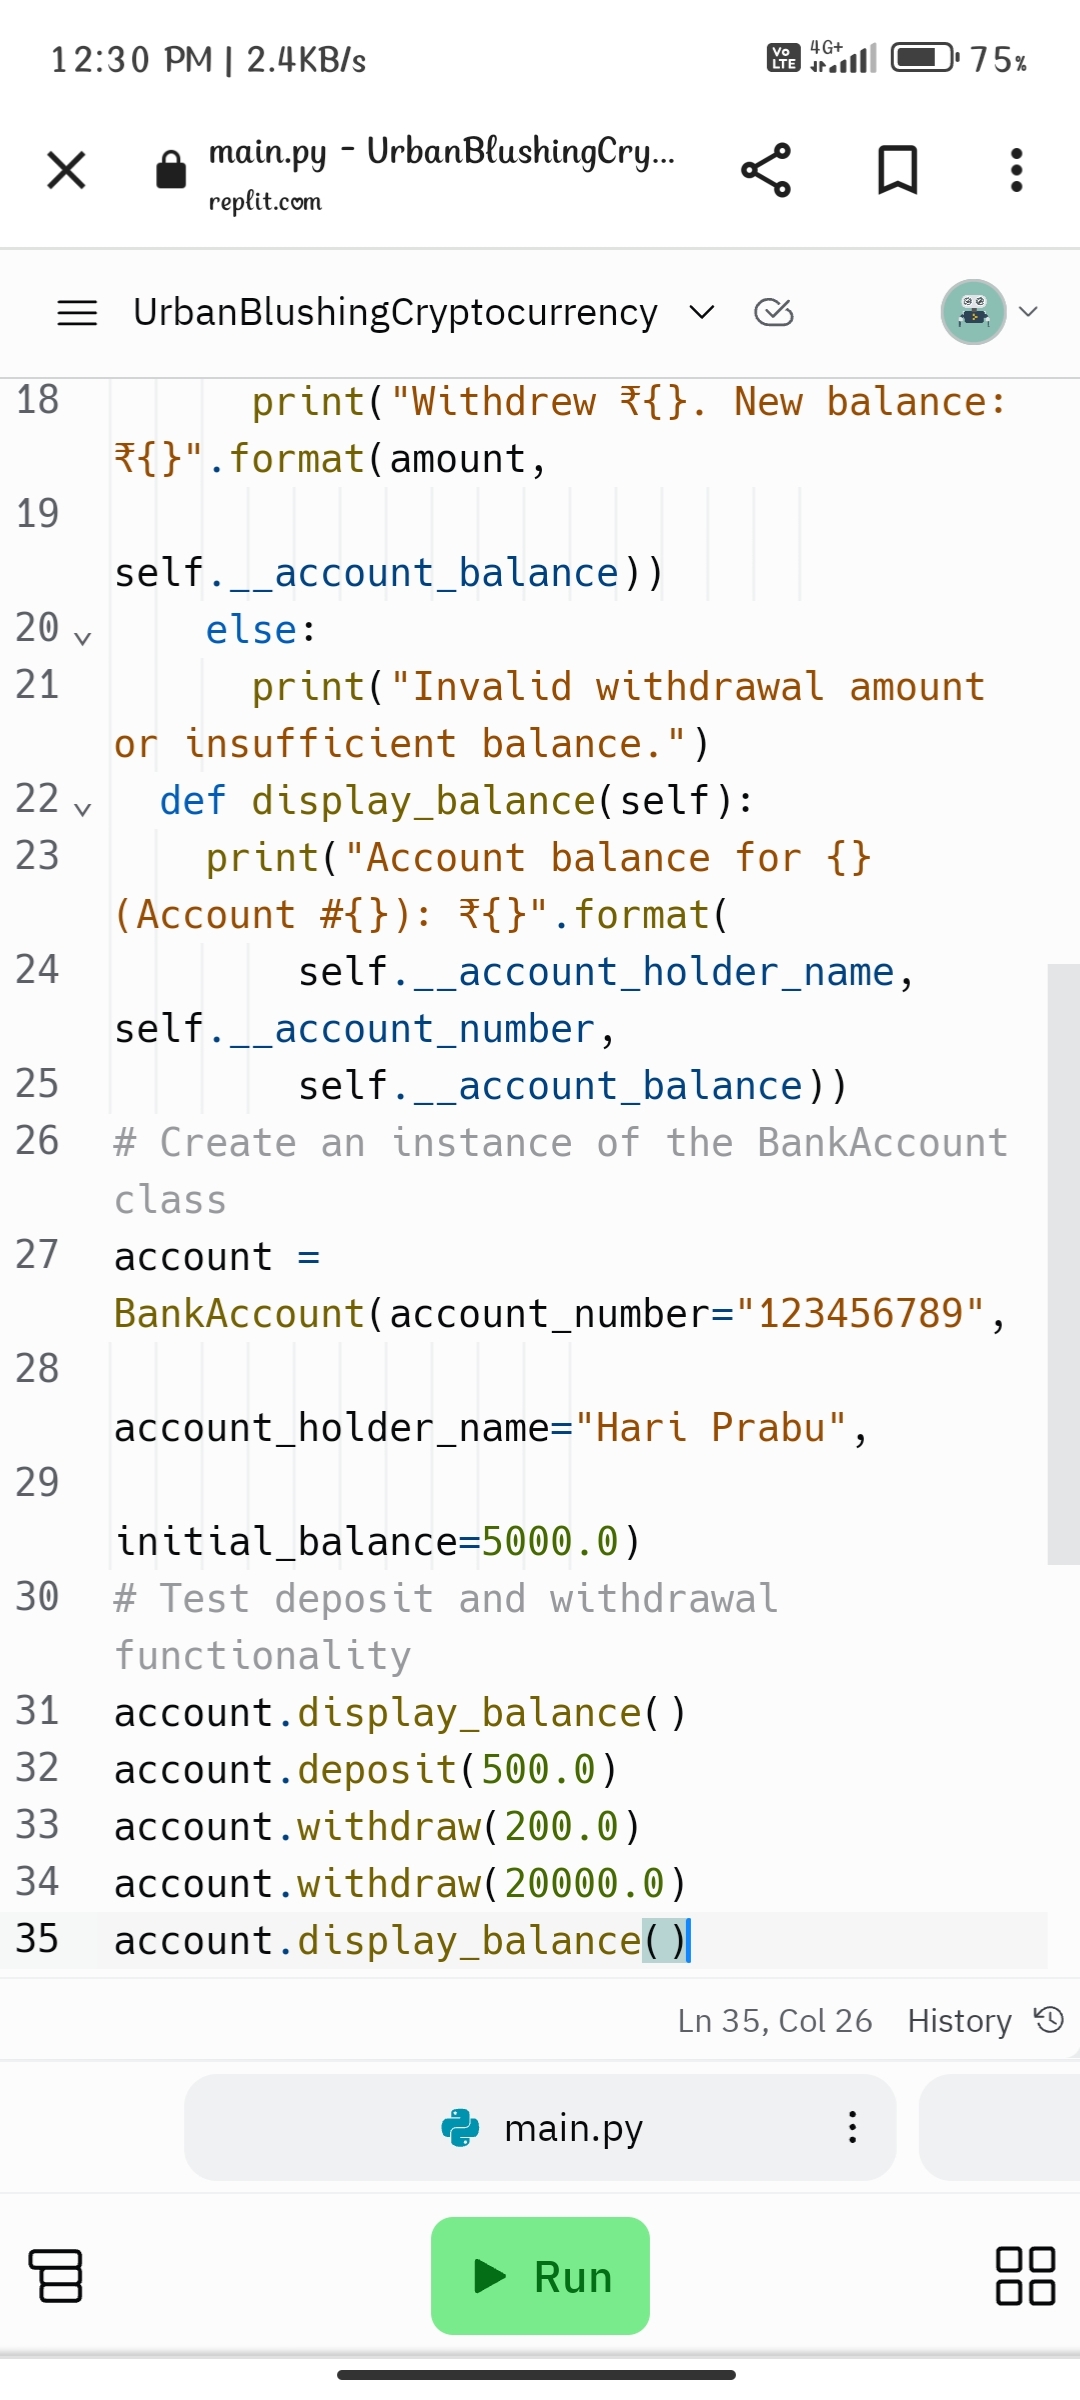 12:30 PM | 2.4KB/s
Vo LTE 4G+ 75%
main.py - UrbanBlushingCry...
replit.com
UrbanBlushingCryptocurrency
18 print("Withdrew ₹{}. New balance:
₹{}".format(amount,
19
self.__account_balance))
20 else:
21 print("Invalid withdrawal amount
or insufficient balance.")
22 def display_balance(self):
23 print("Account balance for {}
(Account #{}): ₹{}".format(
24 self.__account_holder_name,
self.__account_number,
25 self.__account_balance))
26 # Create an instance of the BankAccount
class
27 account =
BankAccount(account_number="123456789",
28
account_holder_name="Hari Prabu",
29
initial_balance=5000.0)
30 # Test deposit and withdrawal
functionality
31 account.display_balance()
32 account.deposit(500.0)
33 account.withdraw(200.0)
34 account.withdraw(20000.0)
35 account.display_balance()
Ln 35, Col 26 History
main.py
Run